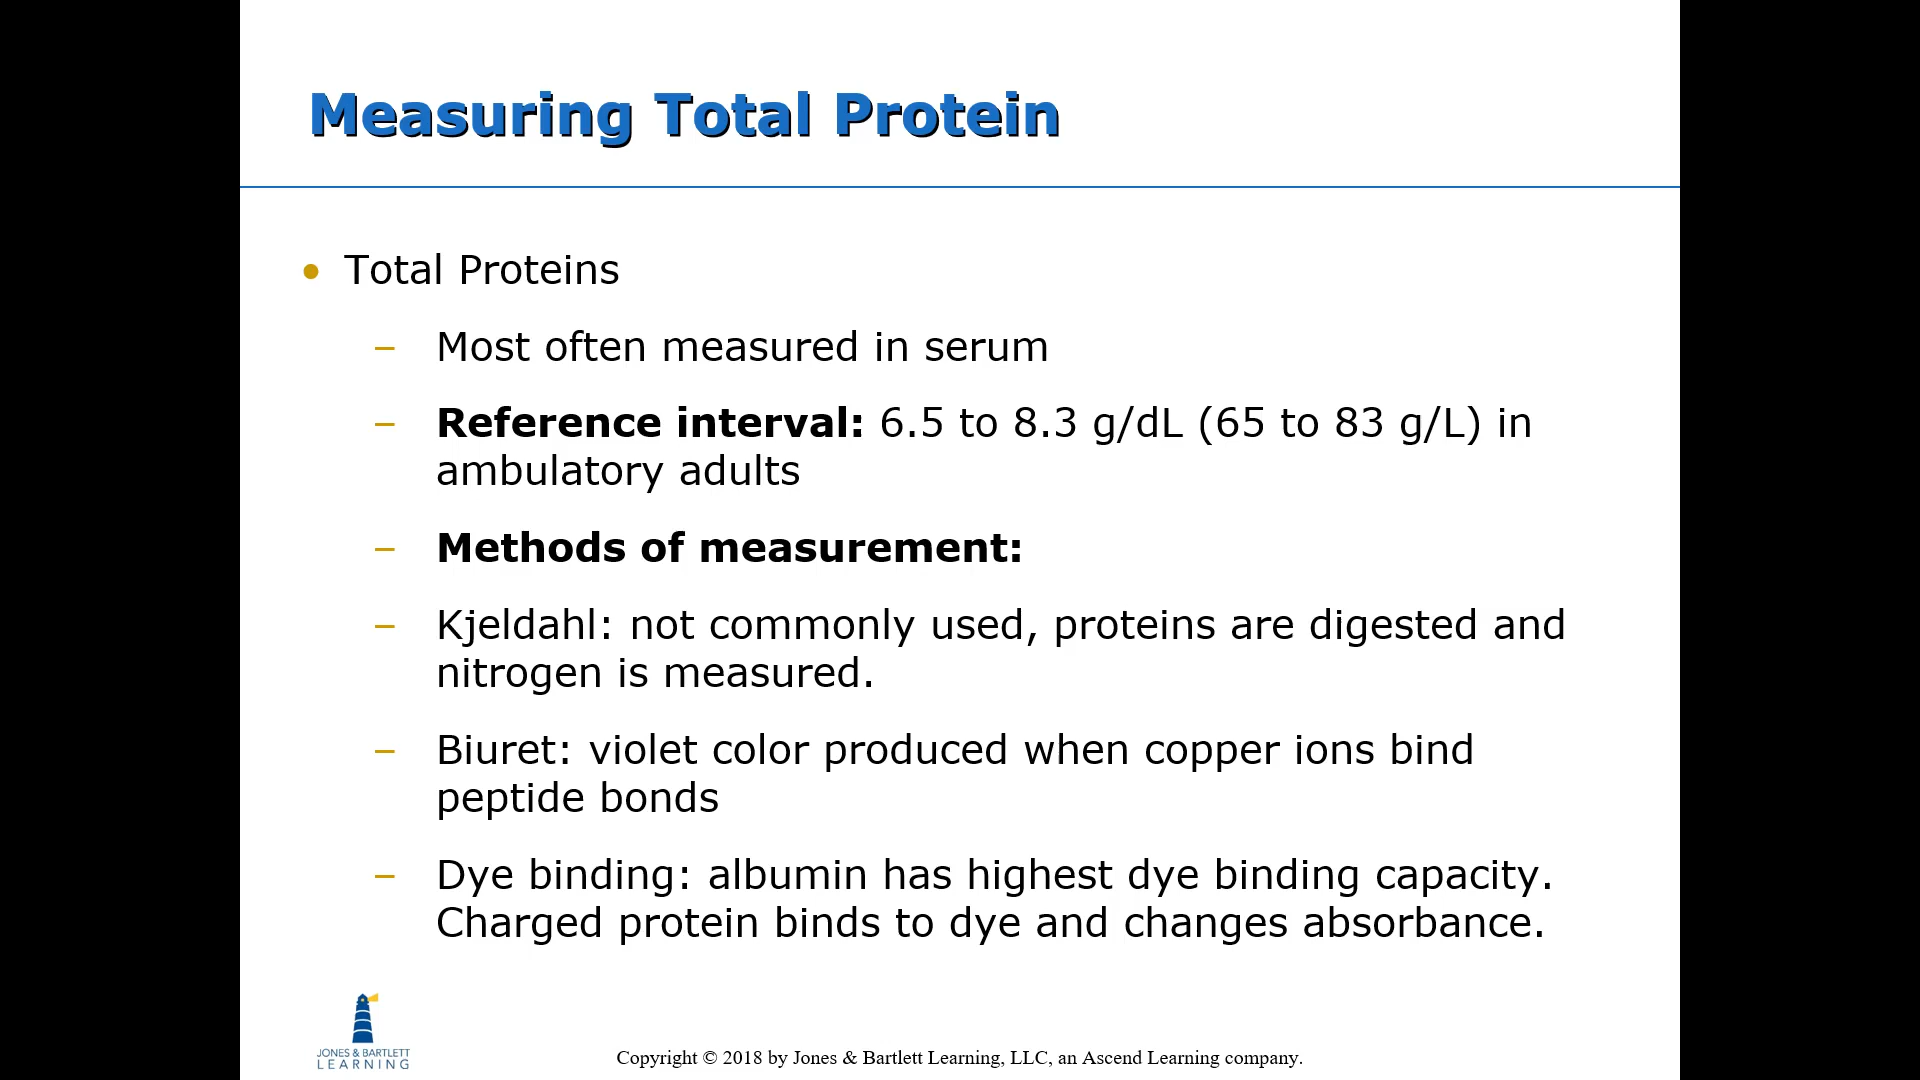 Measuring Total Protein
• Total Proteins
– Most often measured in serum
– Reference interval: 6.5 to 8.3 g/dL (65 to 83 g/L) in
ambulatory adults
– Methods of measurement:
– Kjeldahl: not commonly used, proteins are digested and
nitrogen is measured.
– Biuret: violet color produced when copper ions bind
peptide bonds
– Dye binding: albumin has highest dye binding capacity.
Charged protein binds to dye and changes absorbance.
JONES & BARTLETT
LEARNING
Copyright © 2018 by Jones & Bartlett Learning, LLC, an Ascend Learning company.